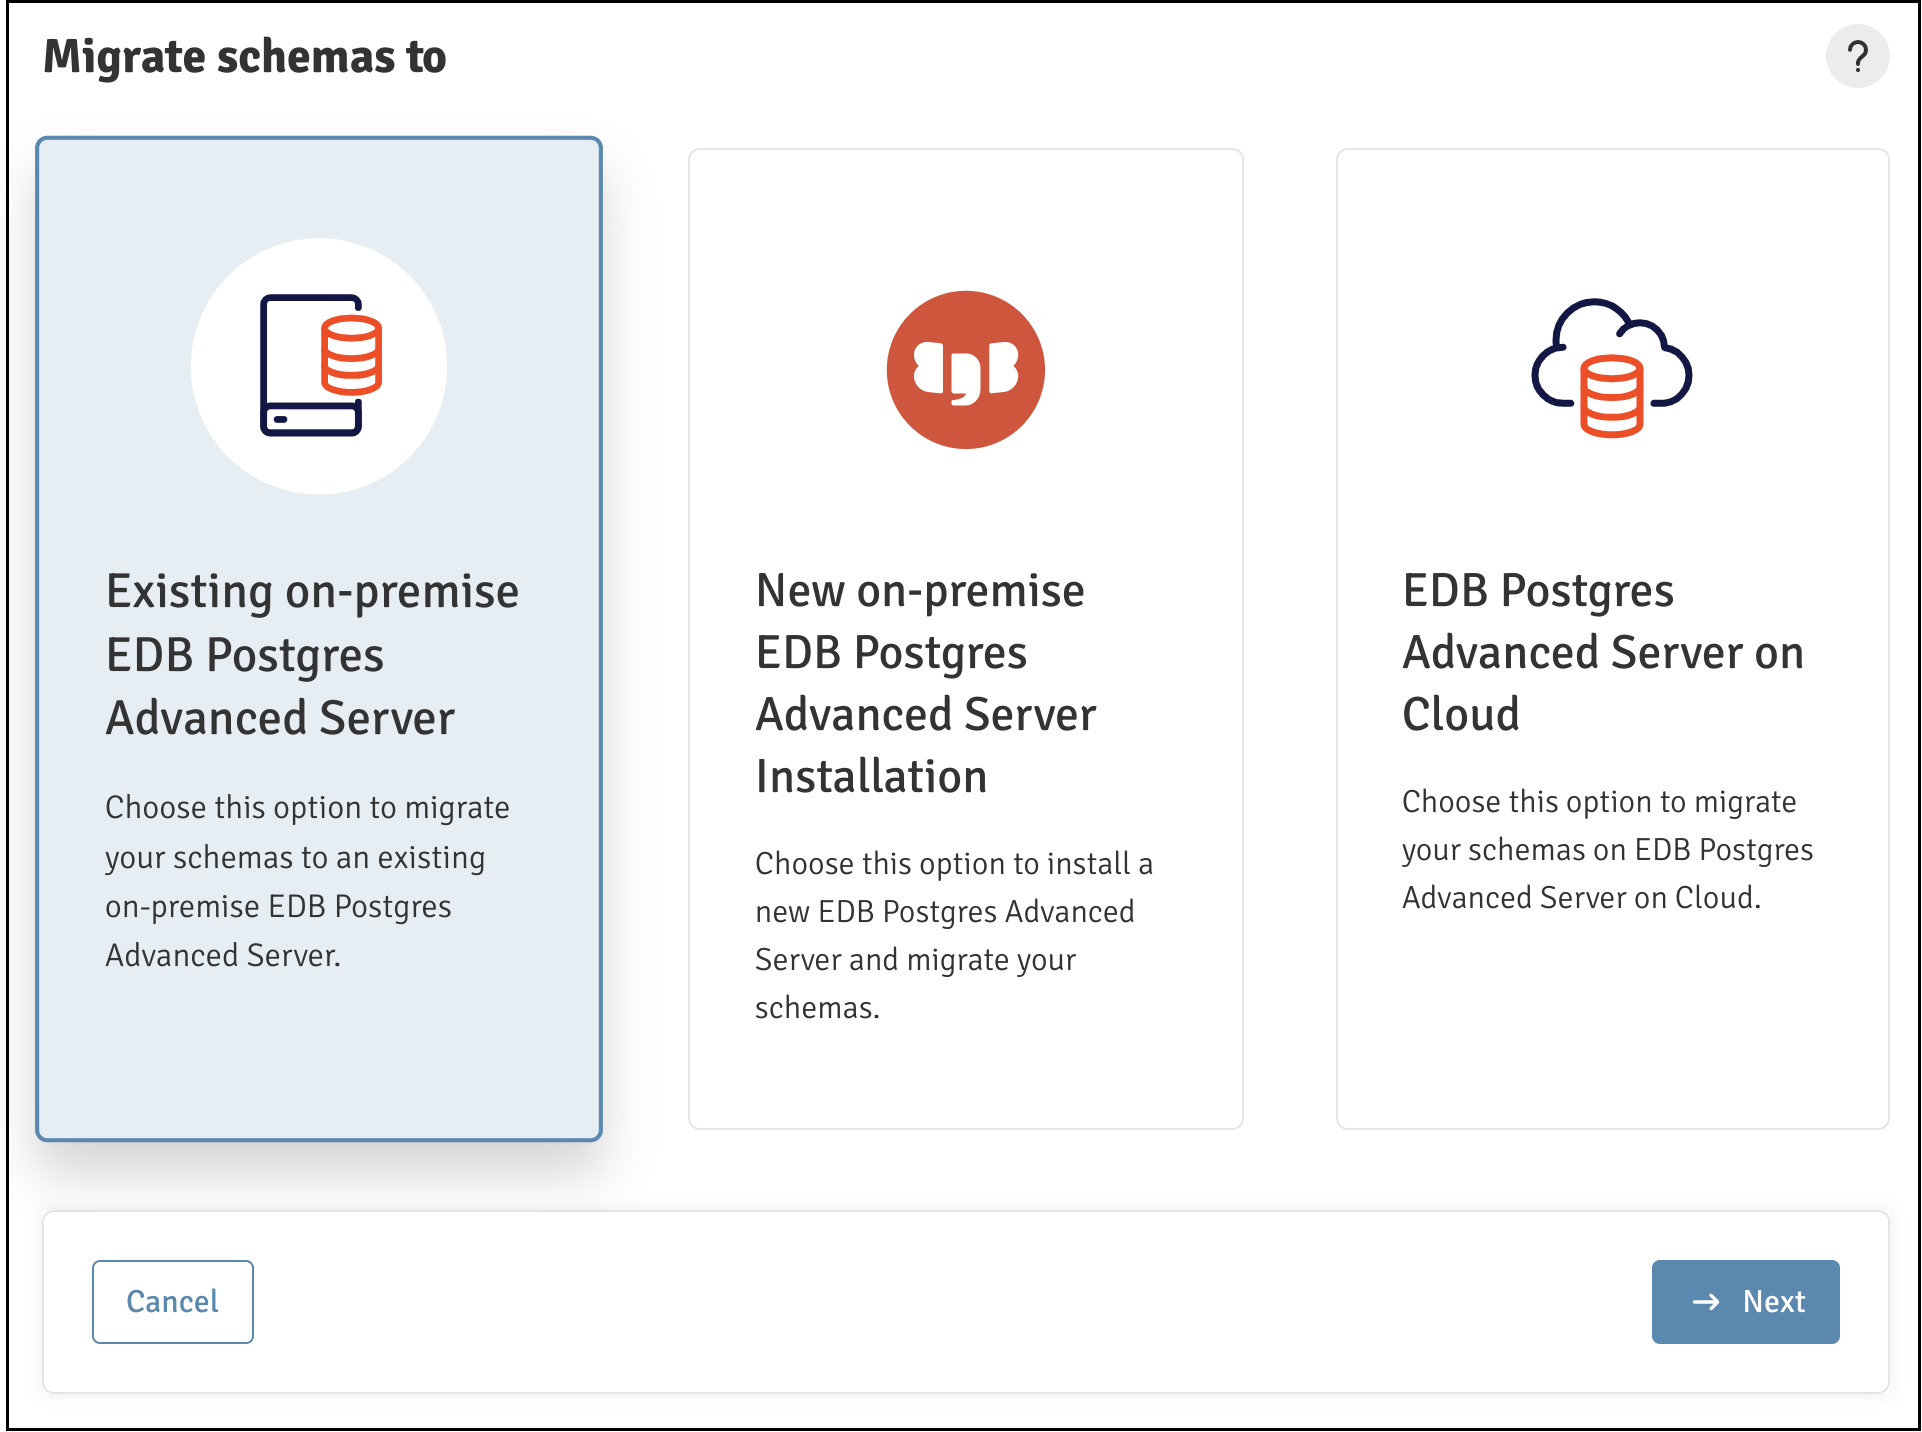 Migrate schemas to
?
Existing on-premise
EDB Postgres
Advanced Server
Choose this option to migrate
your schemas to an existing
on-premise EDB Postgres
Advanced Server.
New on-premise
EDB Postgres
Advanced Server
Installation
Choose this option to install a
new EDB Postgres Advanced
Server and migrate your
schemas.
EDB Postgres
Advanced Server on
Cloud
Choose this option to migrate
your schemas on EDB Postgres
Advanced Server on Cloud.
Cancel
→ Next